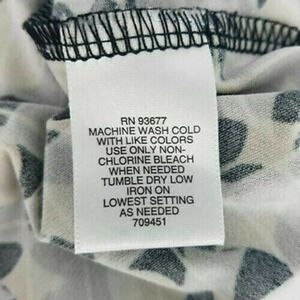 RN 93677
MACHINE WASH COLD
WITH LIKE COLORS
USE ONLY NON-
CHLORINE BLEACH
WHEN NEEDED
TUMBLE DRY LOW
IRON ON
LOWEST SETTING
AS NEEDED
709451